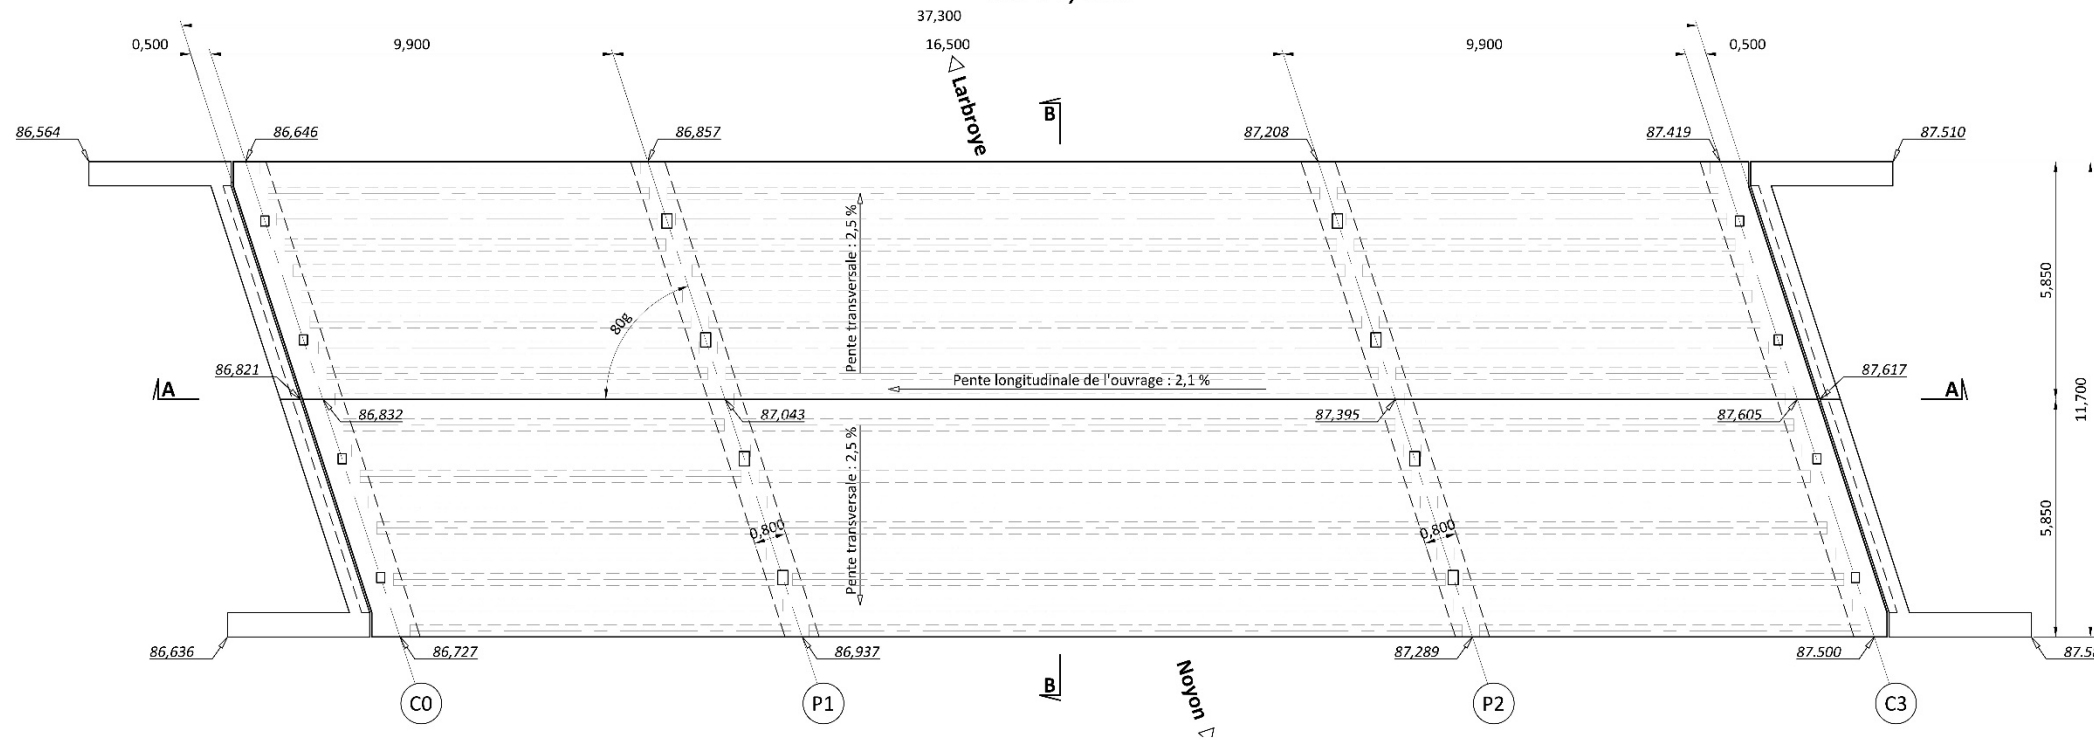 37,300
0,500
9,900
16,500
9,900
0,500
Larbroye
B
86,564
86,646
86,857
87,208
87.419
87.510
Pente transversale : 2,5 %
5,850
80g
11,700
86,821
Pente longitudinale de l'ouvrage : 2,1 %
87,617
A
A
86,832
87,043
87,395
87,605
Pente transversale : 2,5 %
5,850
0,800
0,800
86,636
86,727
86,937
B
87,289
87.500
Noyon
C0
P1
P2
C3